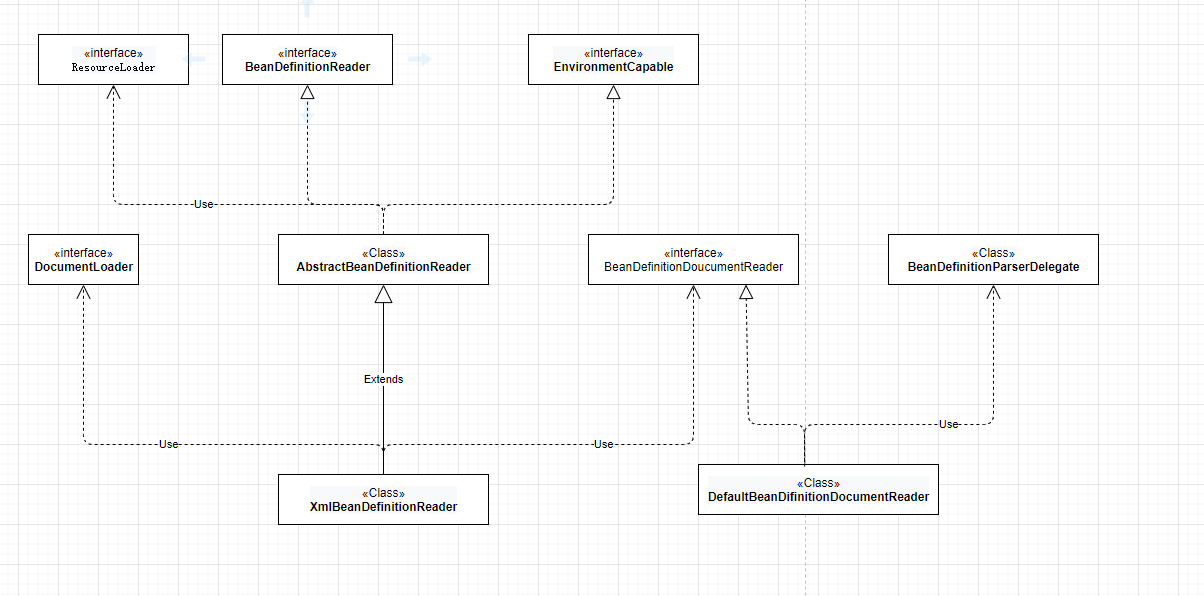 «interface»
ResourceLoader
«interface»
BeanDefinitionReader
«interface»
EnvironmentCapable
Use
«interface»
DocumentLoader
«Class»
AbstractBeanDefinitionReader
«interface»
BeanDefinitionDoucumentReader
«Class»
BeanDefinitionParserDelegate
Extends
Use
Use
Use
«Class»
XmlBeanDefinitionReader
«Class»
DefaultBeanDifinitionDocumentReader